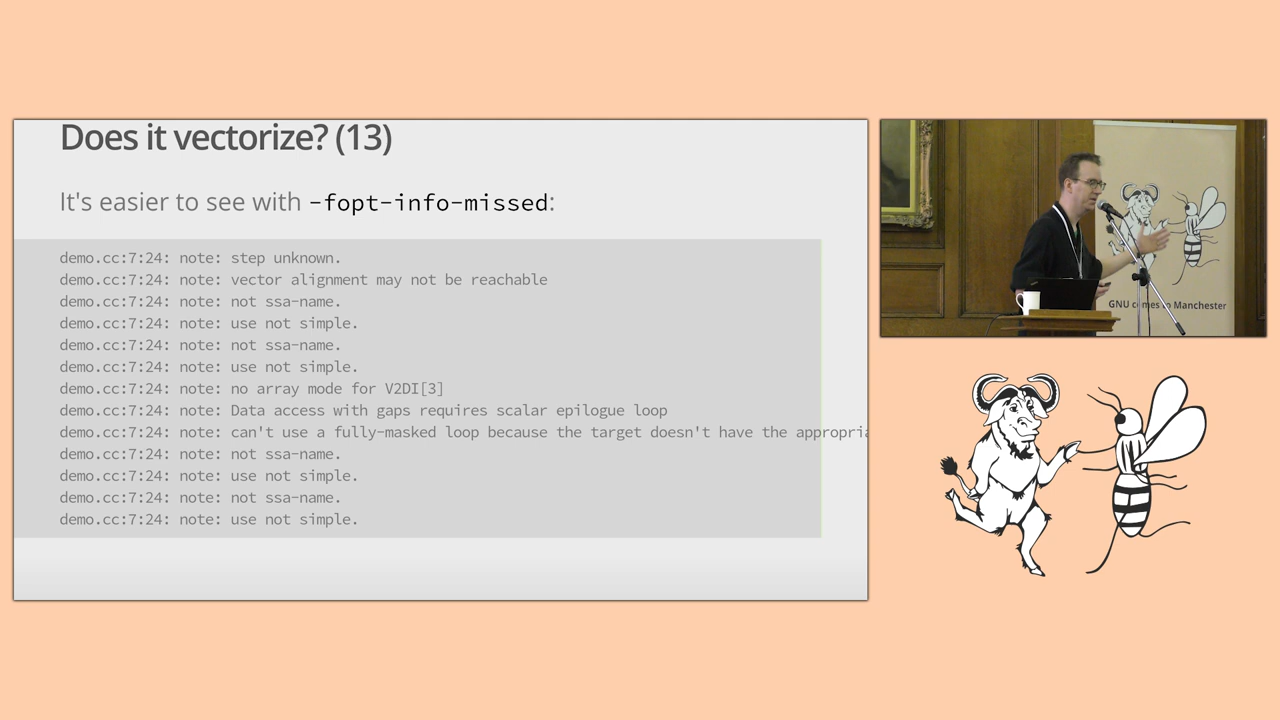 Does it vectorize? (13)
It's easier to see with -fopt-info-missed:
demo.cc:7:24: note: step unknown.
demo.cc:7:24: note: vector alignment may not be reachable
demo.cc:7:24: note: not ssa-name.
demo.cc:7:24: note: use not simple.
demo.cc:7:24: note: not ssa-name.
demo.cc:7:24: note: use not simple.
demo.cc:7:24: note: no array mode for V2DI[3]
demo.cc:7:24: note: Data access with gaps requires scalar epilogue loop
demo.cc:7:24: note: can't use a fully-masked loop because the target doesn't have the appropria
demo.cc:7:24: note: not ssa-name.
demo.cc:7:24: note: use not simple.
demo.cc:7:24: note: not ssa-name.
demo.cc:7:24: note: use not simple.
GNU comes to Manchester